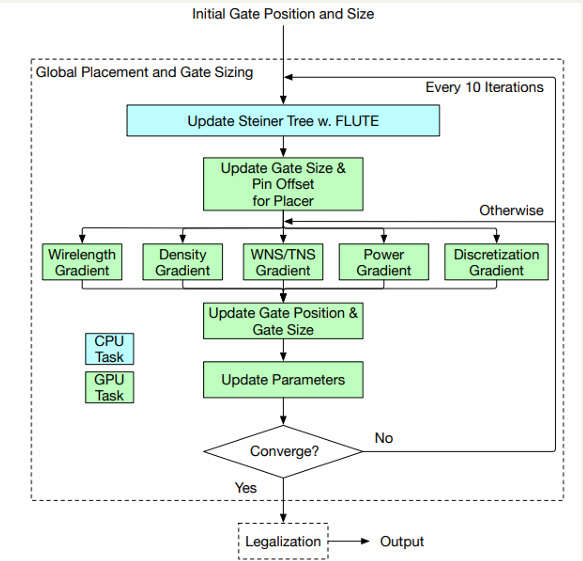 Initial Gate Position and Size
Global Placement and Gate Sizing
Every 10 Iterations
Update Steiner Tree w. FLUTE
Update Gate Size &
Pin Offset
for Placer
Otherwise
Wirelength
Gradient
Density
Gradient
WNS/TNS
Gradient
Power
Gradient
Discretization
Gradient
Update Gate Position &
Gate Size
CPU
Task
GPU
Task
Update Parameters
Converge?
No
Yes
Legalization
Output